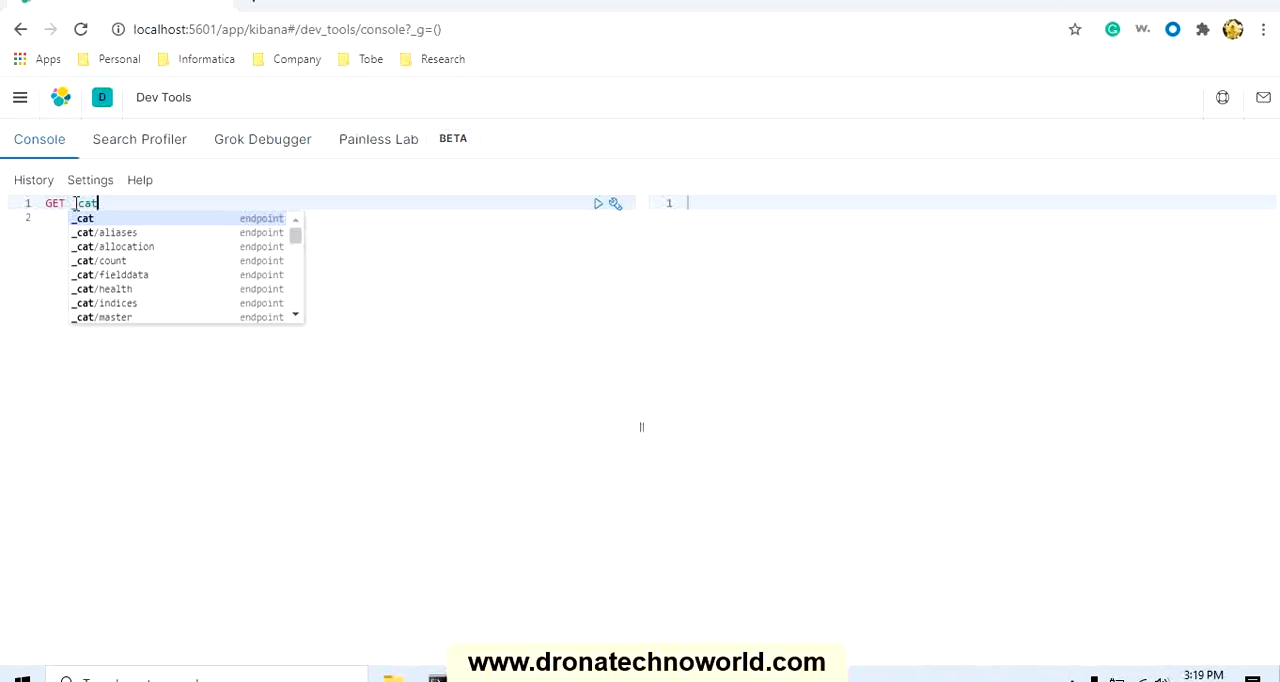 localhost:5601/app/kibana#/dev_tools/console?_g=()
Apps Personal Informatica Company Tobe Research
D Dev Tools
Console Search Profiler Grok Debugger Painless Lab BETA
History Settings Help
1 GET _cat
1
2
_cat endpoint
_cat/aliases endpoint
_cat/allocation endpoint
_cat/count endpoint
_cat/fielddata endpoint
_cat/health endpoint
_cat/indices endpoint
_cat/master endpoint
www.dronatechnoworld.com
3:19 PM